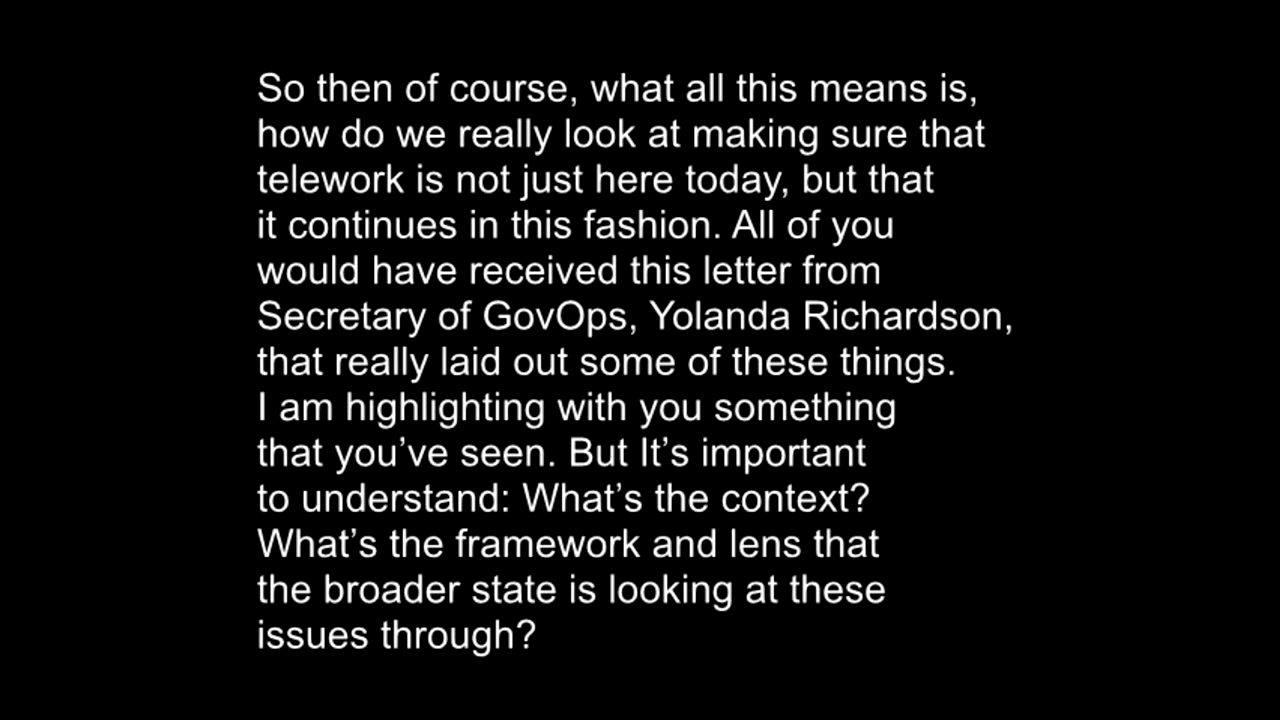 So then of course, what all this means is,
how do we really look at making sure that
telework is not just here today, but that
it continues in this fashion. All of you
would have received this letter from
Secretary of GovOps, Yolanda Richardson,
that really laid out some of these things.
I am highlighting with you something
that you’ve seen. But It’s important
to understand: What’s the context?
What’s the framework and lens that
the broader state is looking at these
issues through?